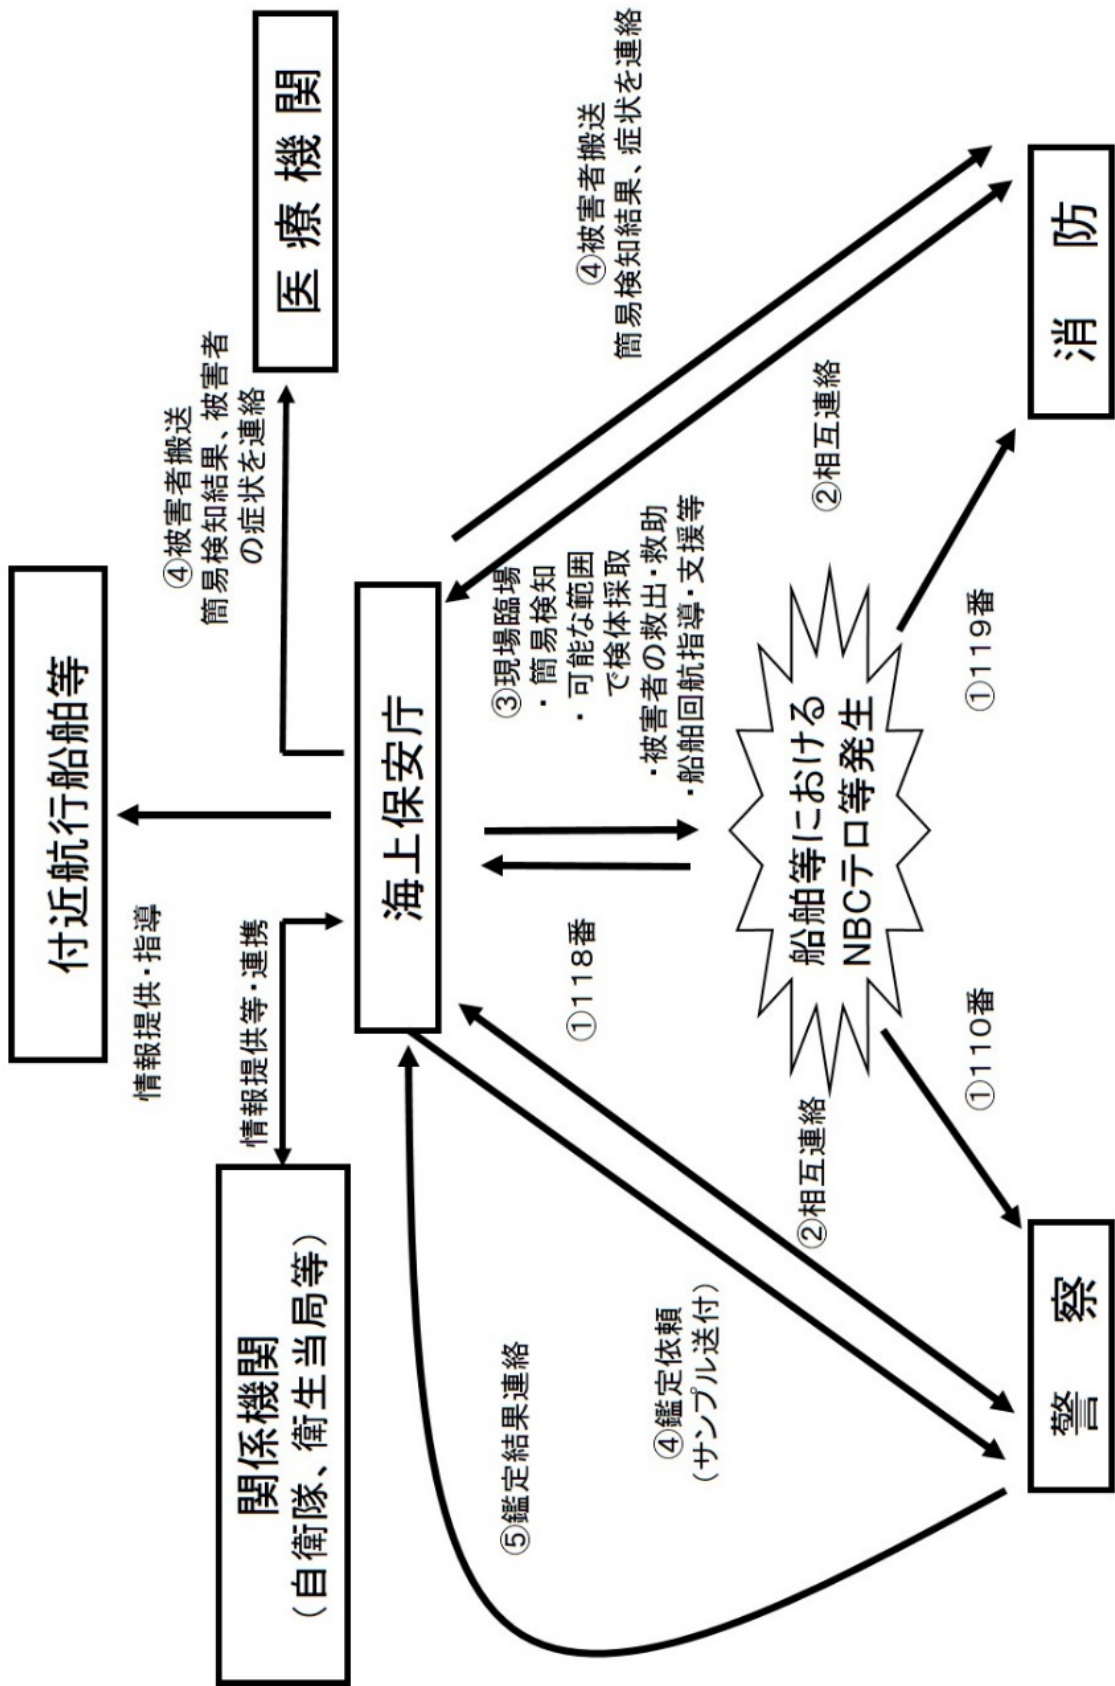 付近航行船舶等
情報提供・指導
関係機関
（自衛隊、衛生当局等）
情報提供等・連携
④被害者搬送
簡易検知結果、被害者
の症状を連絡
医療機関
海上保安庁
⑤鑑定結果連絡
④鑑定依頼
（サンプル送付）
②相互連絡
①118番
③現場臨場
・簡易検知
・可能な範囲
で検体採取
・被害者の救出・救助
・船舶回航指導・支援等
④被害者搬送
簡易検知結果、症状を連絡
②相互連絡
船舶等における
NBCテロ等発生
①110番
①119番
警察
消防